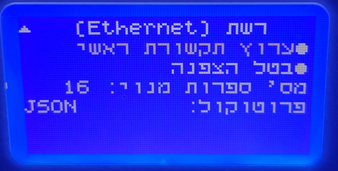 רשת (Ethernet)
●ערוץ תקשורת ראשי
●בטל הצפנה
מס' ספרות מנוי: 16
פרוטוקול: JSON